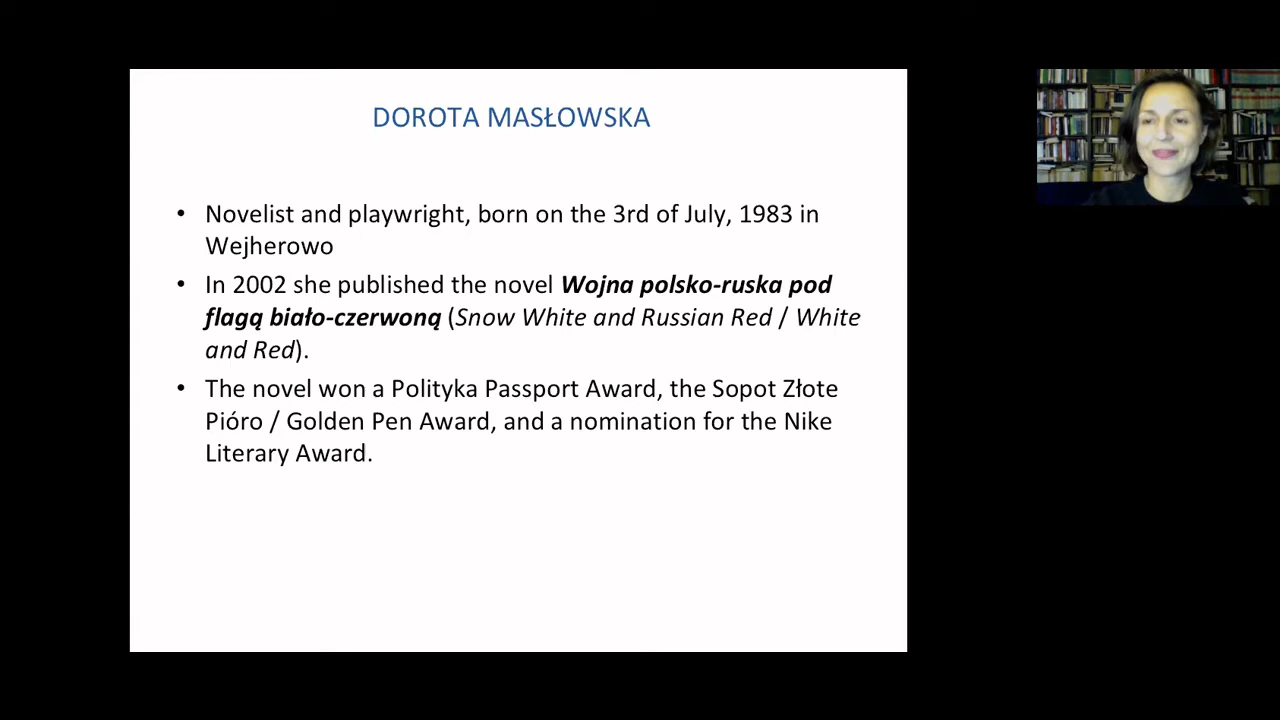 DOROTA MASŁOWSKA
• Novelist and playwright, born on the 3rd of July, 1983 in
Wejherowo
• In 2002 she published the novel Wojna polsko-ruska pod
flagą biało-czerwoną (Snow White and Russian Red / White
and Red).
• The novel won a Polityka Passport Award, the Sopot Złote
Pióro / Golden Pen Award, and a nomination for the Nike
Literary Award.